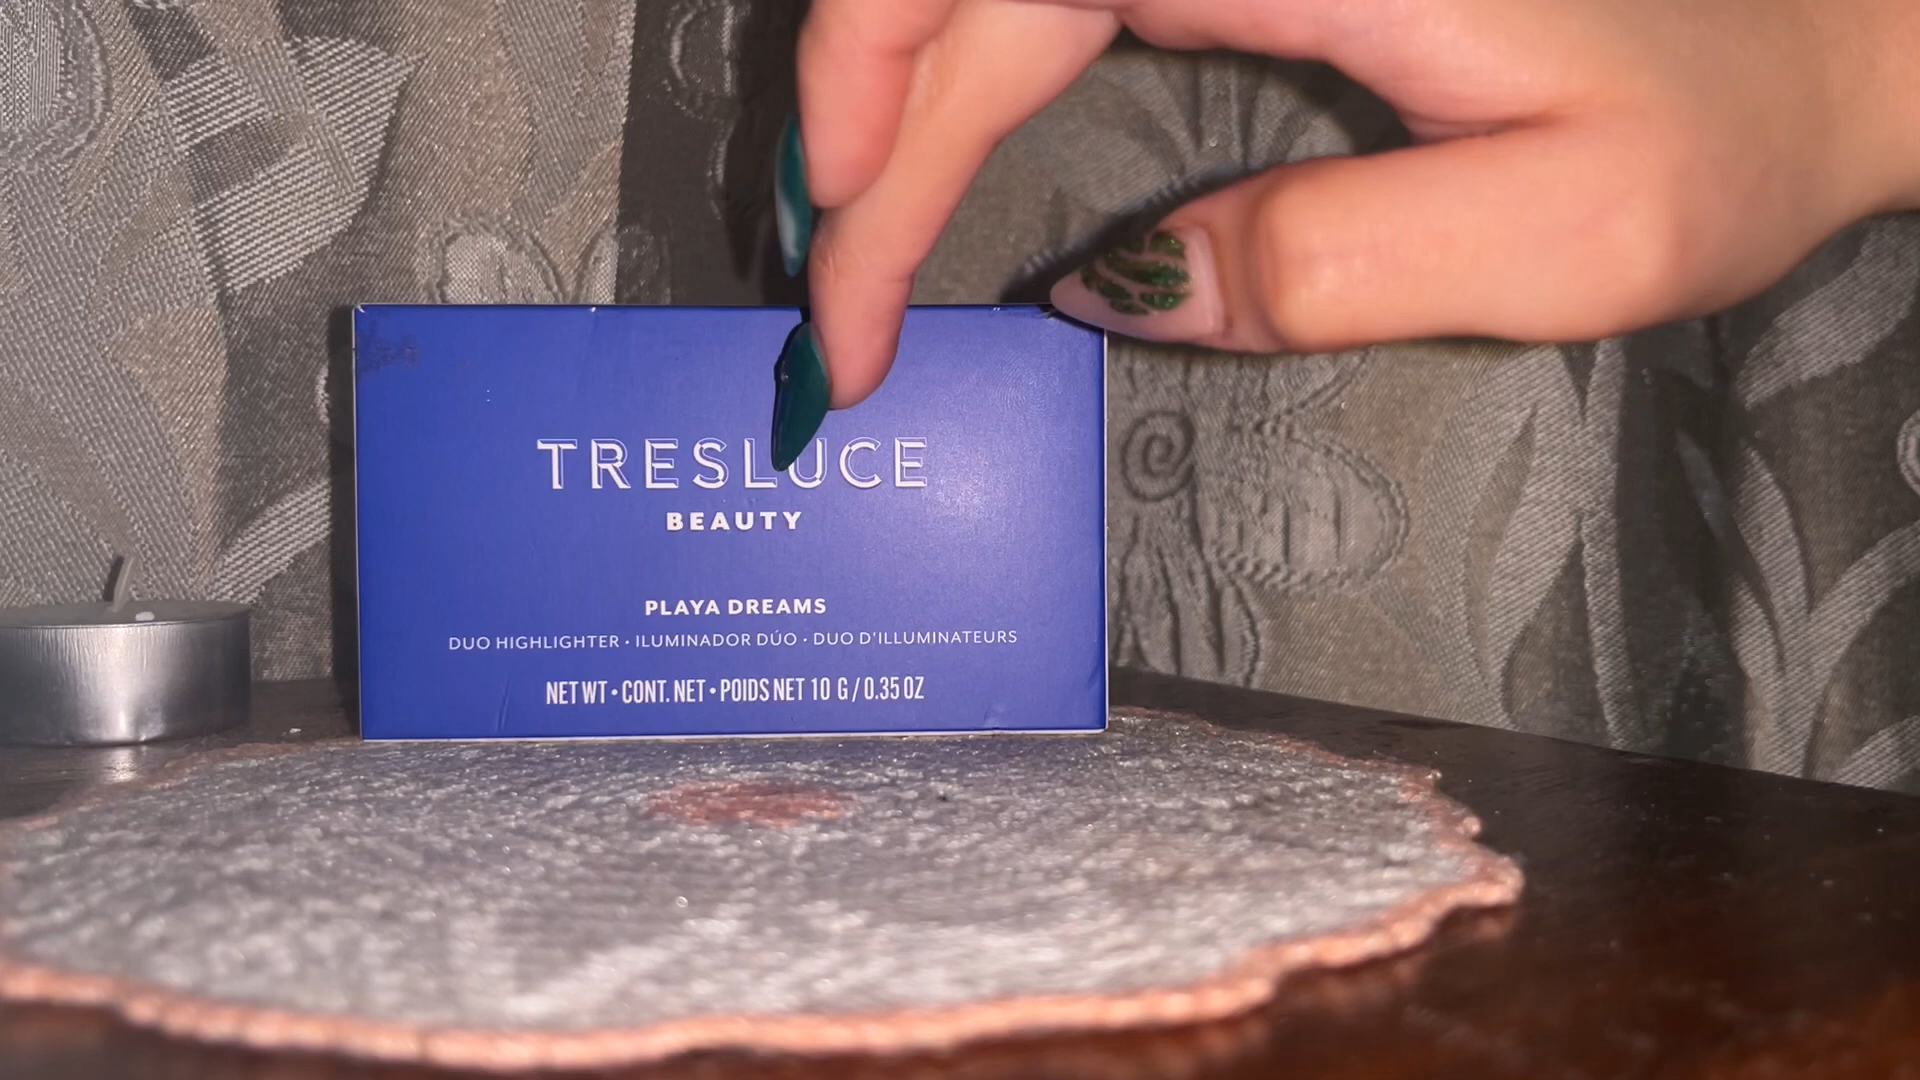 TRESLUCE
BEAUTY
PLAYA DREAMS
DUO HIGHLIGHTER • ILUMINADOR DÚO • DUO D'ILLUMINATEURS
NET WT • CONT. NET • POIDS NET 10 G / 0.35 OZ